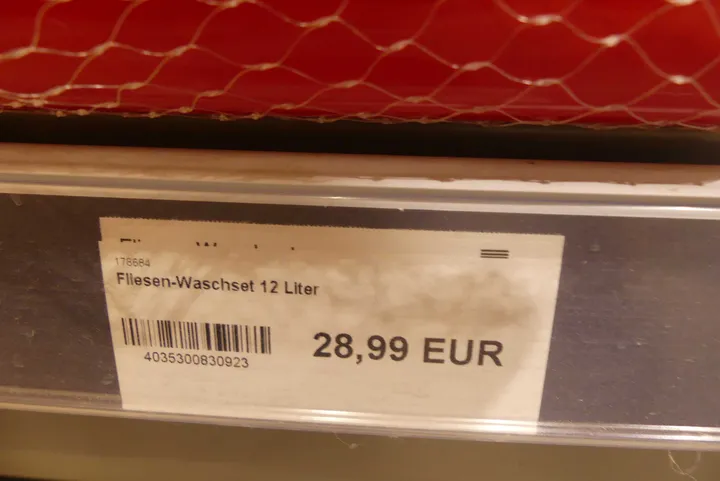 178684
Fliesen-Waschset 12 Liter
4035300830923
28,99 EUR